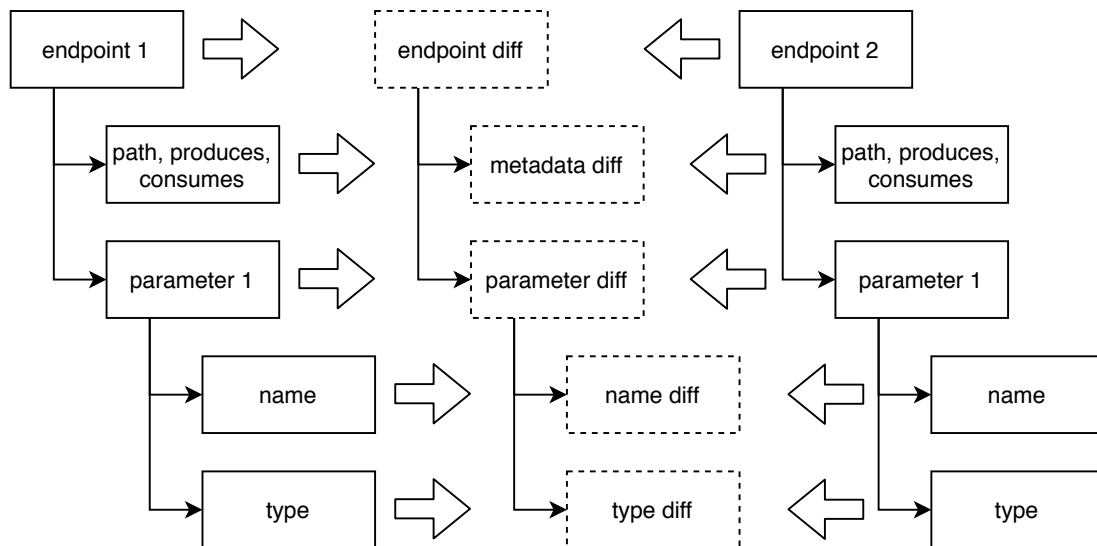 endpoint 1
endpoint diff
endpoint 2
path, produces,
consumes
metadata diff
path, produces,
consumes
parameter 1
parameter diff
parameter 1
name
name diff
name
type
type diff
type